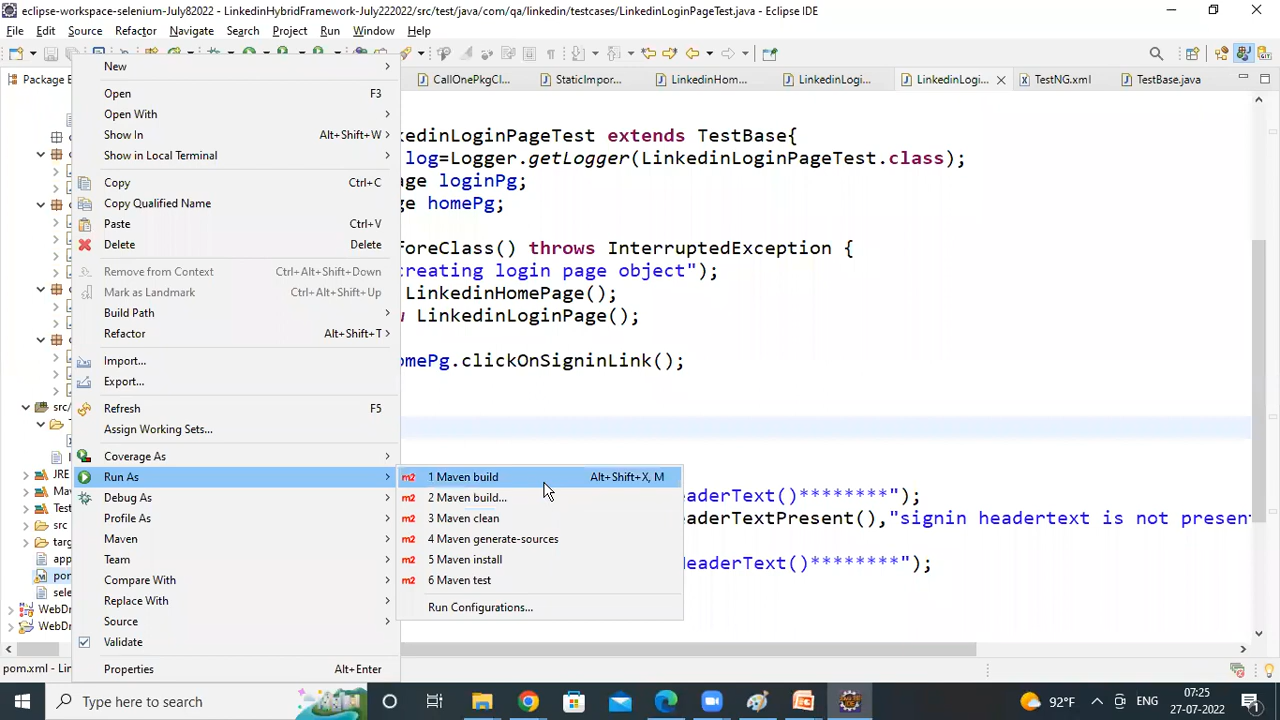 eclipse-workspace-selenium-July82022 - LinkedinHybridFramework-July222022/src/test/java/com/qa/linkedin/testcases/LinkedinLoginPageTest.java - Eclipse IDE
File Edit Source Refactor Navigate Search Project Run Window Help
Package E
CallOnePkgCl...
StaticImpor...
LinkedinHom...
LinkedinLogi...
LinkedinLogi...
TestNG.xml
TestBase.java
New
Open F3
Open With
Show In Alt+Shift+W
Show in Local Terminal
Copy Ctrl+C
Copy Qualified Name
Paste Ctrl+V
Delete Delete
Remove from Context Ctrl+Alt+Shift+Down
Mark as Landmark Ctrl+Alt+Shift+Up
Build Path
Refactor Alt+Shift+T
Import...
Export...
Refresh F5
Assign Working Sets...
Coverage As
Run As
Debug As
Profile As
Maven
Team
Compare With
Replace With
Source
Validate
Properties Alt+Enter
1 Maven build Alt+Shift+X, M
2 Maven build...
3 Maven clean
4 Maven generate-sources
5 Maven install
6 Maven test
Run Configurations...
src/
JRE
Mav
Test
src
targ
app
pom
sele
WebDr
WebDr
kedinLoginPageTest extends TestBase{
log=Logger.getLogger(LinkedinLoginPageTest.class);
age loginPg;
age homePg;
foreClass() throws InterruptedException {
creating login page object");
LinkedinHomePage();
w LinkedinLoginPage();
omePg.clickOnSigninLink();
eaderText()********");
eaderTextPresent(),"signin headertext is not present
HeaderText()********");
pom.xml - Lin
Type here to search
92°F
ENG
07:25
27-07-2022
1